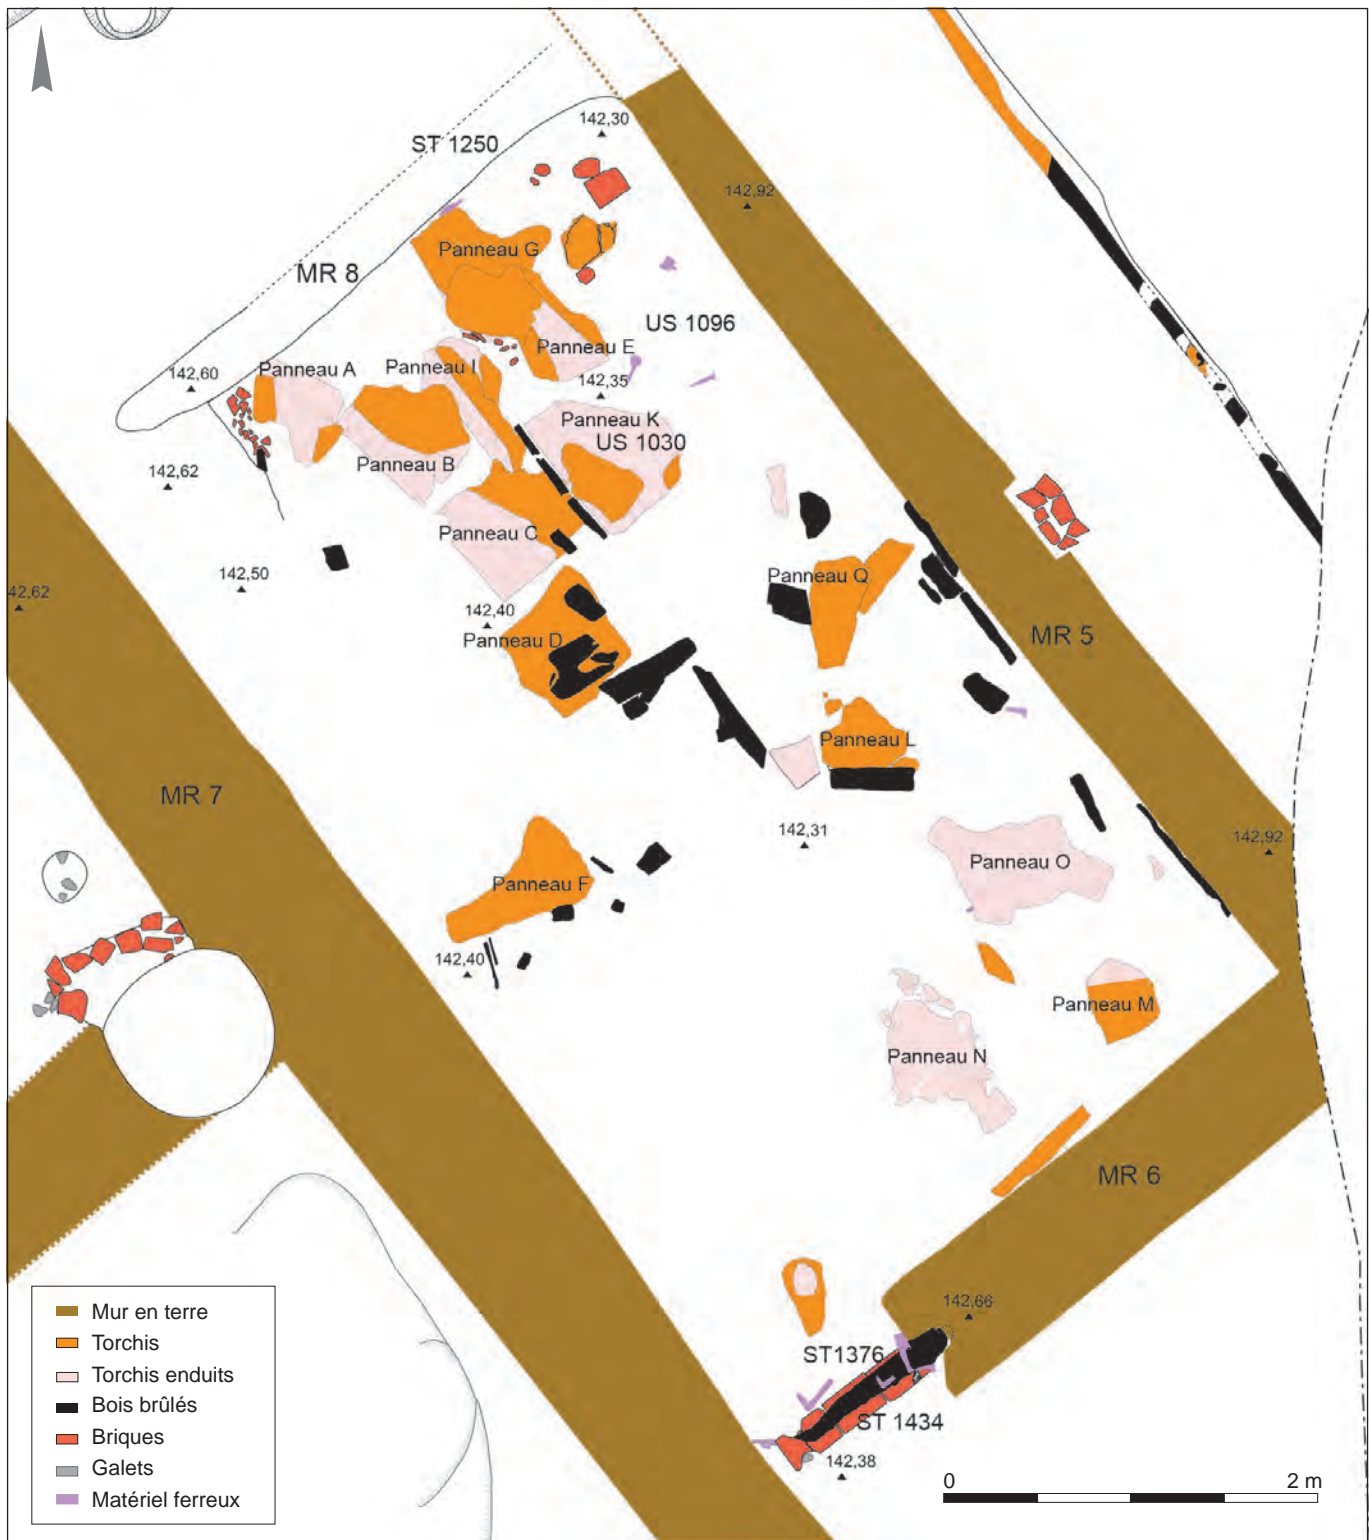 142,30
ST 1250
142,92
Panneau G
MR 8
US 1096
Panneau E
Panneau A
Panneau I
142,60
142,35
Panneau K
US 1030
142,62
Panneau B
Panneau C
142,50
Panneau Q
42,62
142,40
Panneau D
MR 5
Panneau L
MR 7
142,31
142,92
Panneau O
Panneau F
142,40
Panneau M
Panneau N
MR 6
142,66
ST1376
ST 1434
142,38
Mur en terre
Torchis
Torchis enduits
Bois brûlés
Briques
Galets
Matériel ferreux
0 2 m